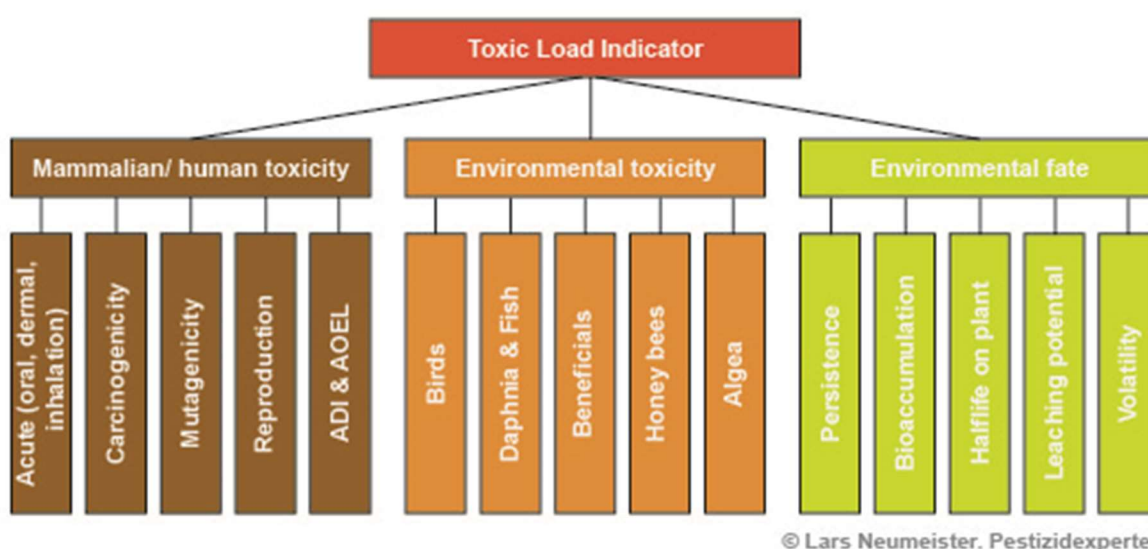 Toxic Load Indicator
Mammalian/ human toxicity
Acute (oral, dermal,
inhalation)
Carcinogenicity
Mutagenicity
Reproduction
ADI & AOEL
Environmental toxicity
Birds
Daphnia & Fish
Beneficials
Honey bees
Algea
Environmental fate
Persistence
Bioaccumulation
Halflife on plant
Leaching potential
Volatility
© Lars Neumeister, Pestizidexperte